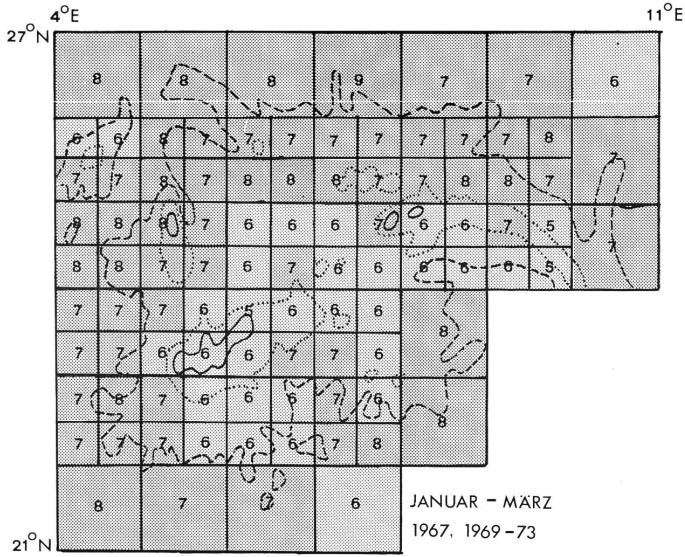 4°E 11°E
27°N
8 8 8 9 7 7 6
6 6 8 7 7 7 7 7 7 7 7 8
7
7 7 8 7 8 8 8 7 7 8 8 7
8 8 8 7 6 6 6 7 6 6 7 5
7
8 8 7 7 6 7 6 6 6 6 6 5
7 7 7 6 5 6 6 6
8
7 7 6 6 6 7 7 6
7 8 7 6 6 6 7 6
8
7 7 7 6 6 6 7 8
8 7 7 6
JANUAR – MÄRZ
1967, 1969-73
21°N